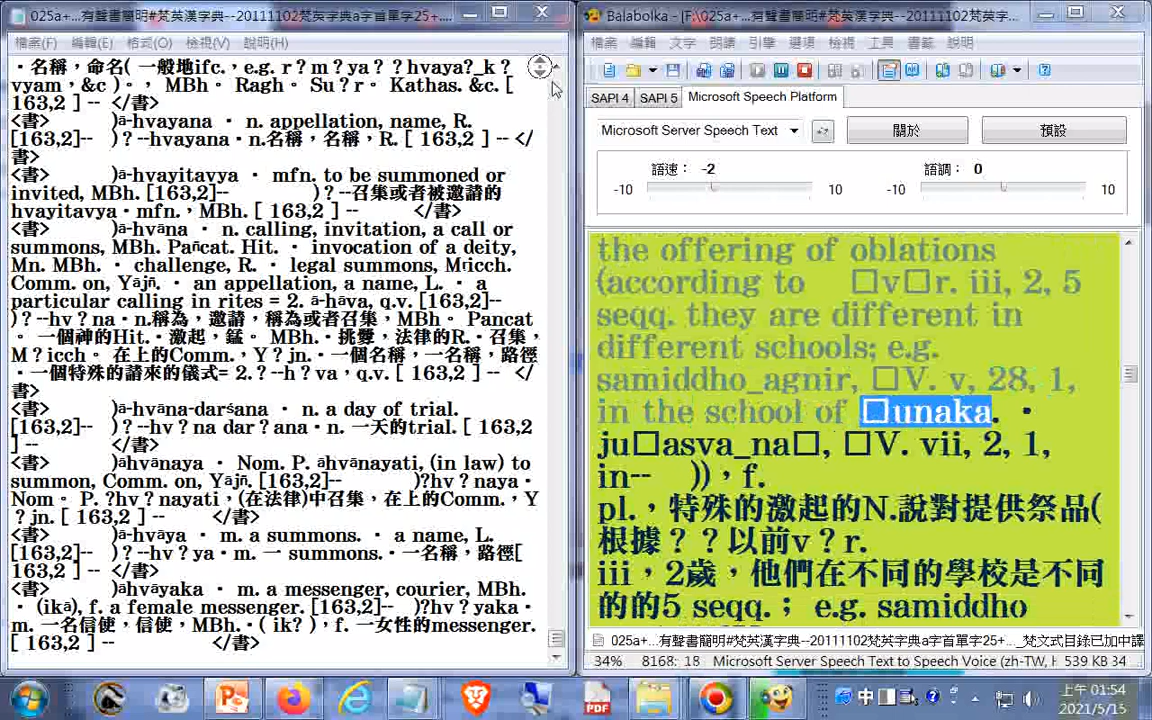 025a+...有聲書簡明#梵英漢字典--20111102梵英字典a字首單字25+...
檔案(F) 編輯(E) 格式(O) 檢視(V) 說明(H)
‧名稱，命名( 一般地ifc.，e.g. r？m？ya？？hvaya?_k？
vyam，&c )。， MBh。 Ragh。 Su？r。 Kathas. &c. [
163,2 ] -- </書>
<書> )ā-hvayana ‧ n. appellation, name, R.
[163,2]-- )？--hvayana‧n.名稱，名稱，R. [ 163,2 ] -- </
書>
<書> )ā-hvayitavya ‧ mfn. to be summoned or
invited, MBh. [163,2]-- )？--召集或者被邀請的
hvayitavya‧mfn.，MBh. [ 163,2 ] -- </書>
<書> )ā-hvāna ‧ n. calling, invitation, a call or
summons, MBh. Pañcat. Hit. ‧ invocation of a deity,
Mn. MBh. ‧ challenge, R. ‧ legal summons, Mṛicch.
Comm. on, Yājñ. ‧ an appellation, a name, L. ‧ a
particular calling in rites = 2. ā-hāva, q.v. [163,2]--
)？--hv？na‧n.稱為，邀請，稱為或者召集，MBh。 Pancat
。 一個神的Hit.‧激起，錳。 MBh.‧挑釁，法律的R.‧召集，
M？icch。 在上的Comm.，Y？jn.‧一個名稱，一名稱，路徑
‧一個特殊的請來的儀式= 2.？--h？va，q.v. [ 163,2 ] -- </
書>
<書> )ā-hvāna-darśana ‧ n. a day of trial.
[163,2]-- )？--hv？na dar？ana‧n. 一天的trial. [ 163,2
] -- </書>
<書> )āhvānaya ‧ Nom. P. āhvānayati, (in law) to
summon, Comm. on, Yājñ. [163,2]-- )?hv？naya‧
Nom。 P. ?hv？nayati，(在法律)中召集，在上的Comm.，Y
？jn. [ 163,2 ] -- </書>
<書> )ā-hvāya ‧ m. a summons. ‧ a name, L.
[163,2]-- )？--hv？ya‧m. 一 summons.‧一名稱，路徑[
163,2 ] -- </書>
<書> )āhvāyaka ‧ m. a messenger, courier, MBh.
‧ (ikā), f. a female messenger. [163,2]-- )?hv？yaka‧
m. 一名信使，信使，MBh.‧( ik？)，f. 一女性的messenger.
[ 163,2 ] -- </書>
Balabolka - [F:\025a+...有聲書簡明#梵英漢字典--20111102梵英字...
檔案 編輯 文字 朗讀 引擎 選項 檢視 工具 書籤 說明
SAPI 4 SAPI 5 Microsoft Speech Platform
Microsoft Server Speech Text 關於 預設
語速： -2 語調： 0
-10 10 -10 10
the offering of oblations
(according to □v□r. iii, 2, 5
seqq. they are different in
different schools; e.g.
samiddho_agnir, □V. v, 28, 1,
in the school of □unaka. ‧
ju□asva_na□, □V. vii, 2, 1,
in-- ))，f.
pl.，特殊的激起的N.說對提供祭品(
根據？？以前v？r.
iii，2歲，他們在不同的學校是不同
的的5 seqq.； e.g. samiddho
025a+...有聲書簡明#梵英漢字典--20111102梵英字典a字首單字25+..._梵文式目錄已加中譯
34% 8168: 18 Microsoft Server Speech Text to Speech Voice (zh-TW, H 539 KB 34
中
上午 01:54
2021/5/15